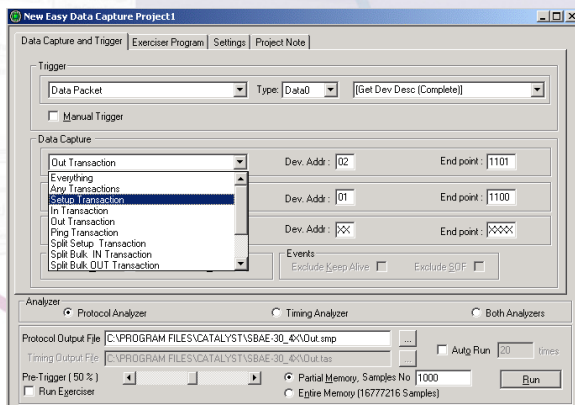 New Easy Data Capture Project1
Data Capture and Trigger Exerciser Program Settings Project Note
Trigger
Data Packet Type: Data0 [Get Dev Desc (Complete)]
Manual Trigger
Data Capture
Out Transaction Dev. Addr : 02 End point : 1101
Everything
Any Transactions
Setup Transaction Dev. Addr : 01 End point : 1100
In Transaction
Out Transaction
Ping Transaction Dev. Addr : XX End point : XXXX
Split Setup Transaction
Split Bulk IN Transaction
Split Bulk OUT Transaction
Events
Exclude Keep Alive Exclude SOF
Analyzer
Protocol Analyzer Timing Analyzer Both Analyzers
Protocol Output File C:\PROGRAM FILES\CATALYST\SBAE-30_4X\Out.smp ...
Auto Run 20 times
Timing Output File C:\PROGRAM FILES\CATALYST\SBAE-30_4X\Out.tas ...
Pre-Trigger ( 50 % ) Partial Memory, Samples No 1000 Run
Run Exerciser Entire Memory (16777216 Samples)